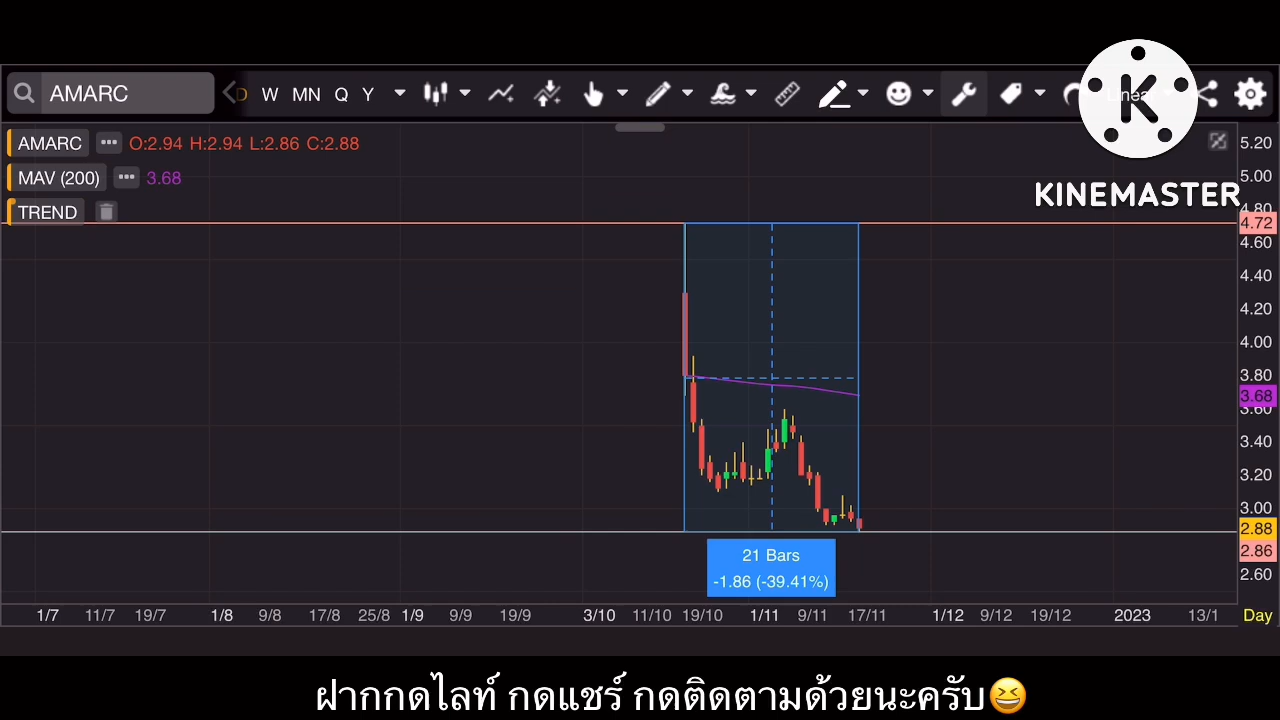 AMARC D W MN Q Y
AMARC ••• O:2.94 H:2.94 L:2.86 C:2.88
MAV (200) ••• 3.68
TREND
K
KINEMASTER
5.20
5.00
4.80
4.72
4.60
4.40
4.20
4.00
3.80
3.68
3.60
3.40
3.20
3.00
2.88
2.86
2.60
21 Bars
-1.86 (-39.41%)
1/7 11/7 19/7 1/8 9/8 17/8 25/8 1/9 9/9 19/9 3/10 11/10 19/10 1/11 9/11 17/11 1/12 9/12 19/12 2023 13/1 Day
ฝากกดไลท์ กดแชร์ กดติดตามด้วยนะครับ😆